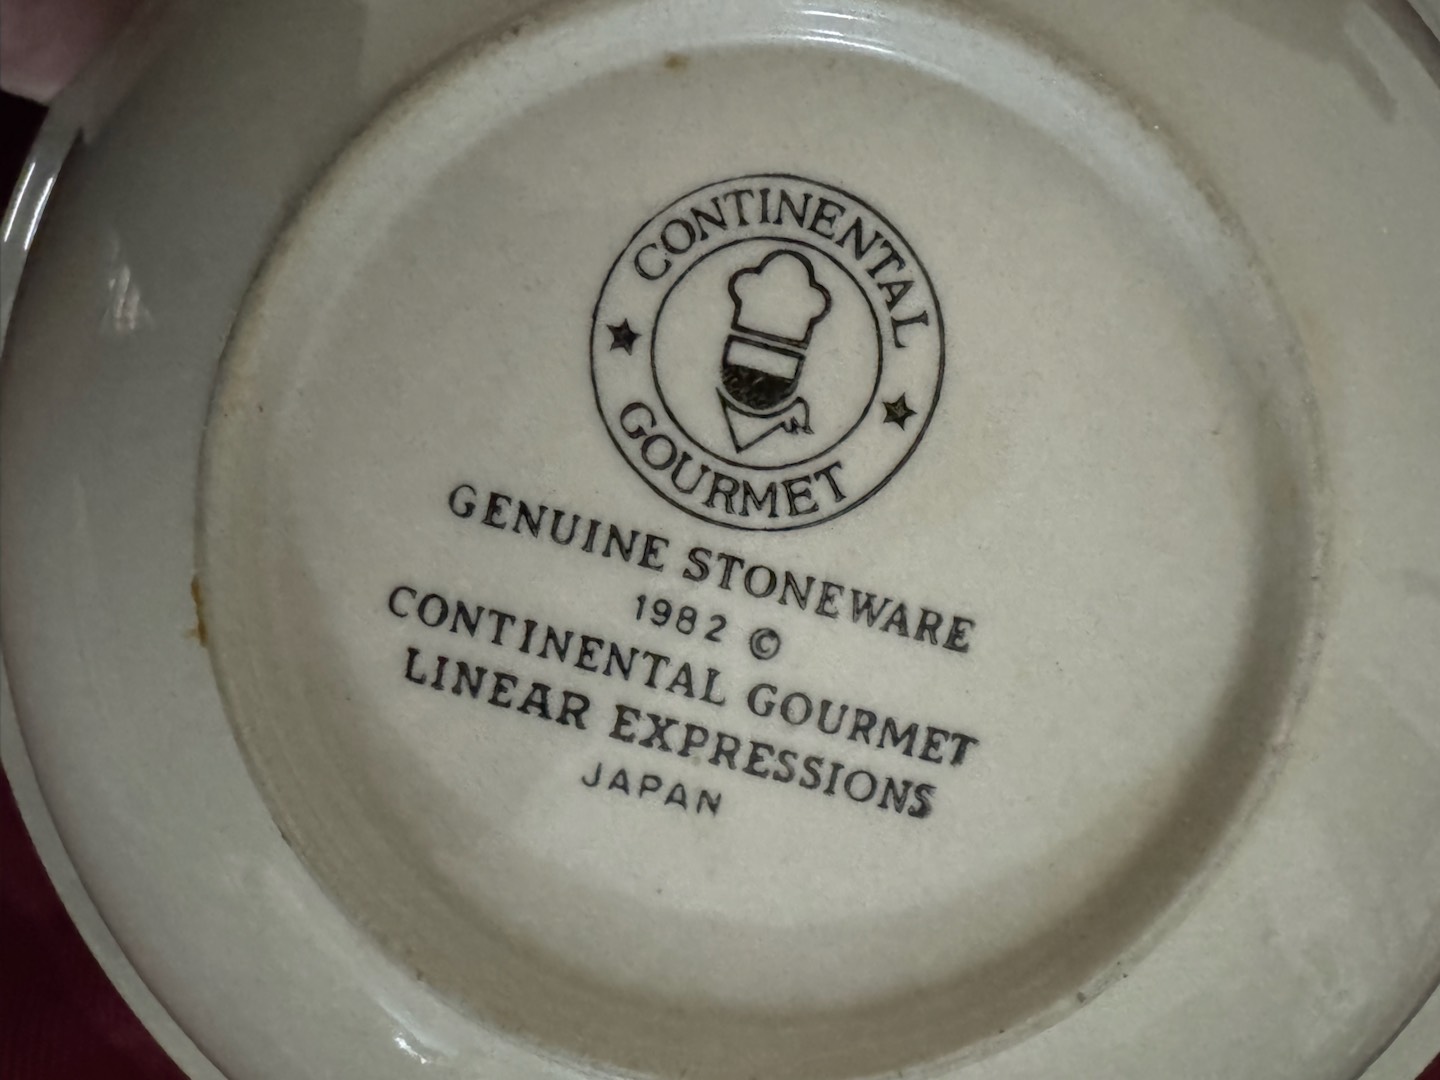 CONTINENTAL
GOURMET
GENUINE STONEWARE
1982 ©
CONTINENTAL GOURMET
LINEAR EXPRESSIONS
JAPAN